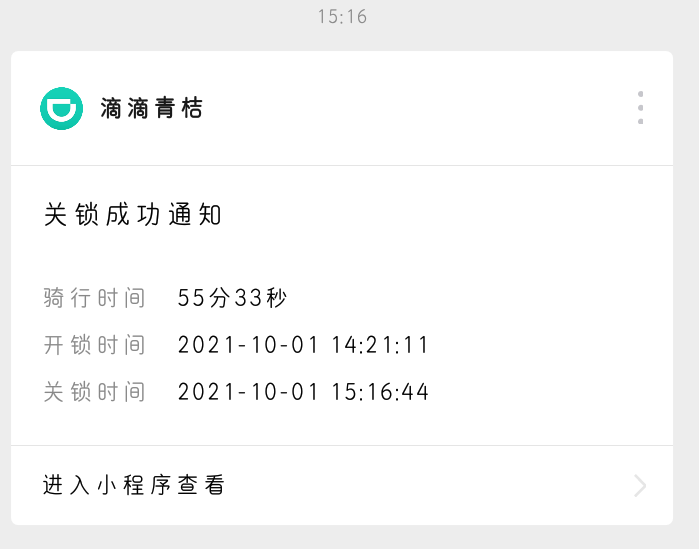 15:16
滴滴青桔
关锁成功通知
骑行时间 55分33秒
开锁时间 2021-10-01 14:21:11
关锁时间 2021-10-01 15:16:44
进入小程序查看